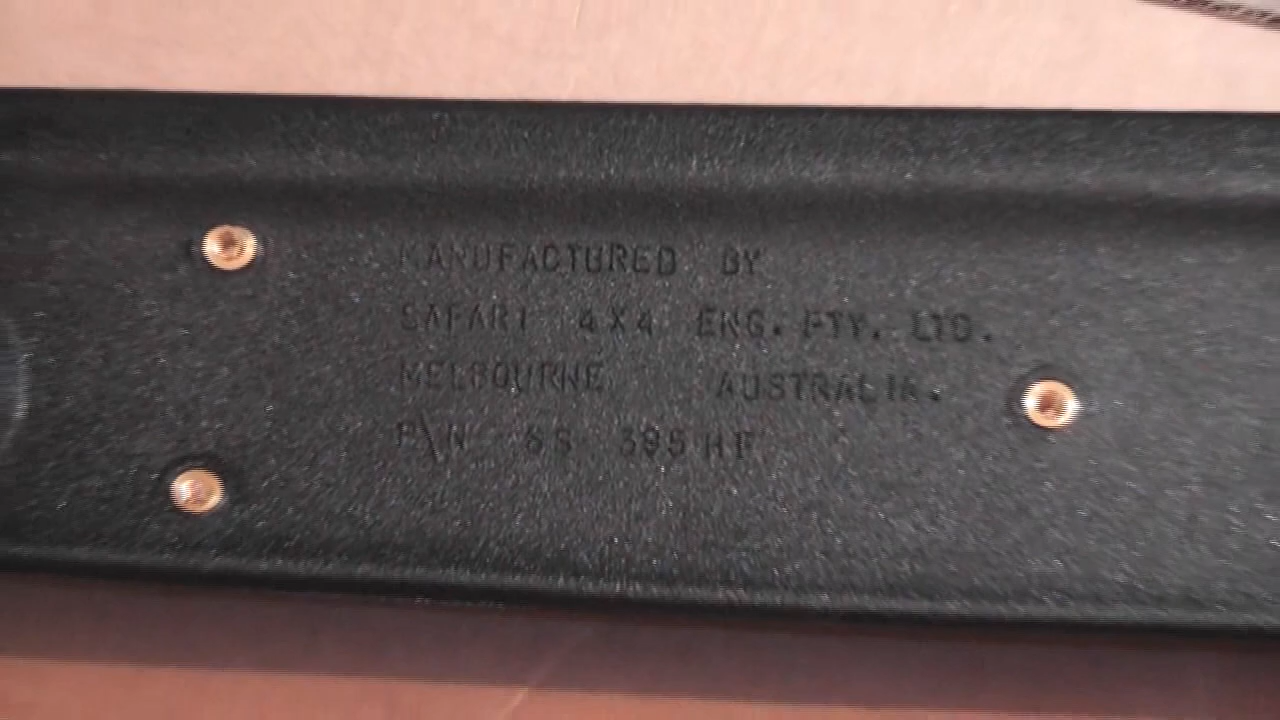 MANUFACTURED BY
SAFARI 4X4 ENG. PTY. LTD.
MELBOURNE AUSTRALIA.
P\N SS 395 HF